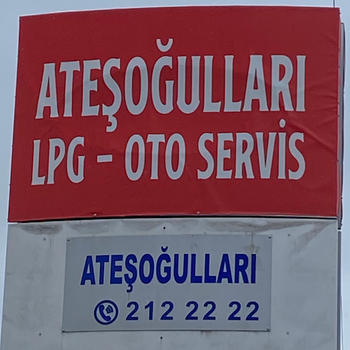 ATEŞOĞULLARI
LPG - OTO SERVİS
ATEŞOĞULLARI
212 22 22